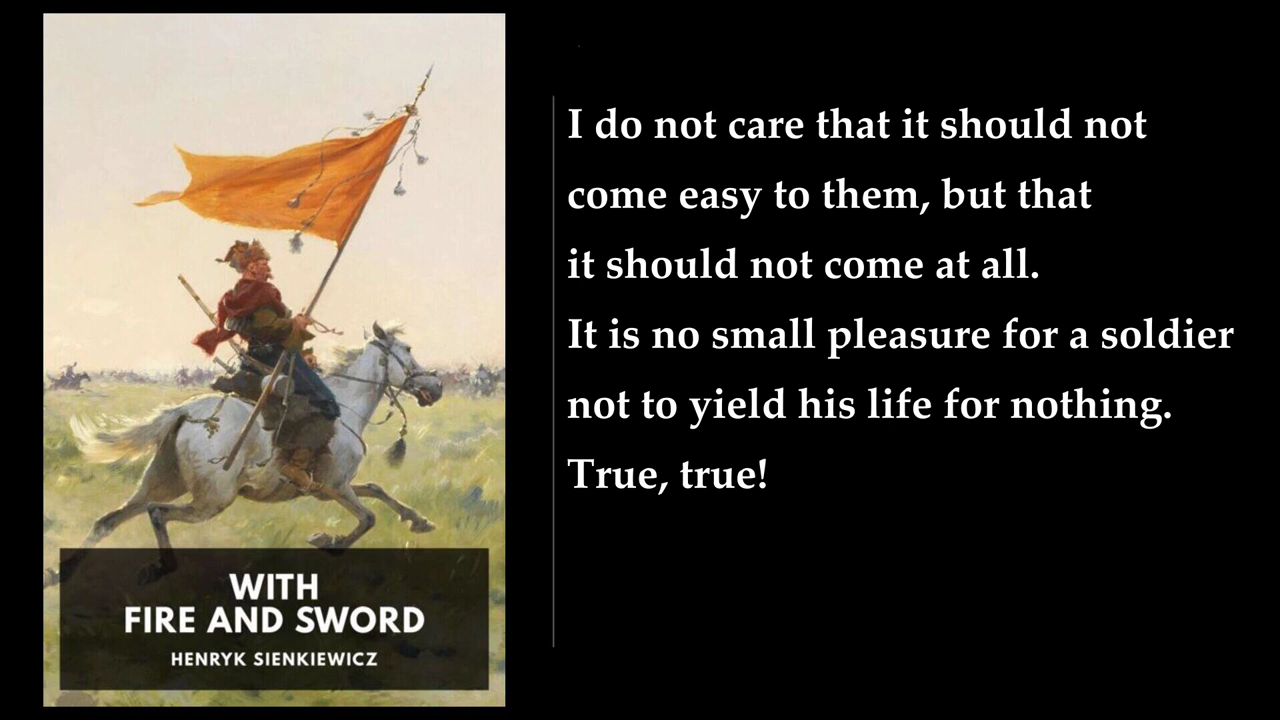 I do not care that it should not
come easy to them, but that
it should not come at all.
It is no small pleasure for a soldier
not to yield his life for nothing.
True, true!
WITH
FIRE AND SWORD
HENRYK SIENKIEWICZ